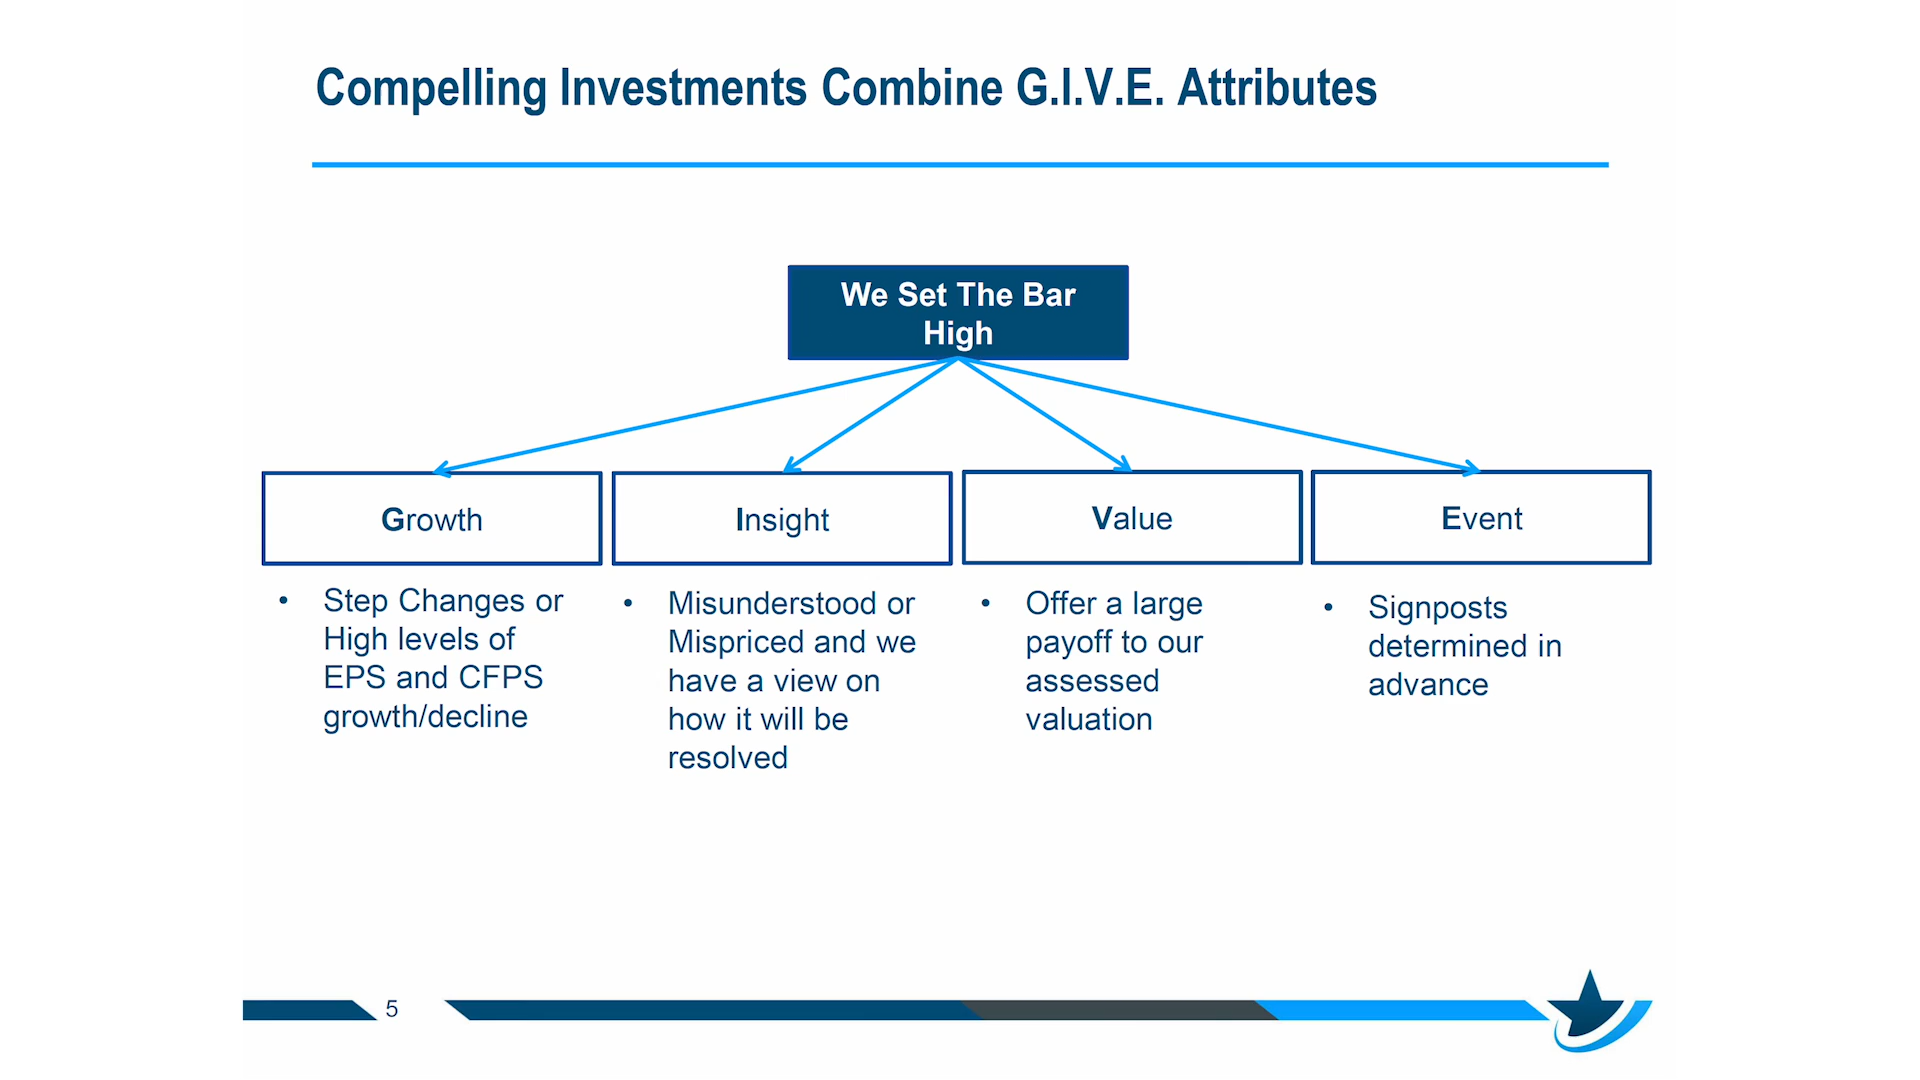 Compelling Investments Combine G.I.V.E. Attributes
We Set The Bar
High
Growth
• Step Changes or
High levels of
EPS and CFPS
growth/decline
Insight
• Misunderstood or
Mispriced and we
have a view on
how it will be
resolved
Value
• Offer a large
payoff to our
assessed
valuation
Event
• Signposts
determined in
advance
5